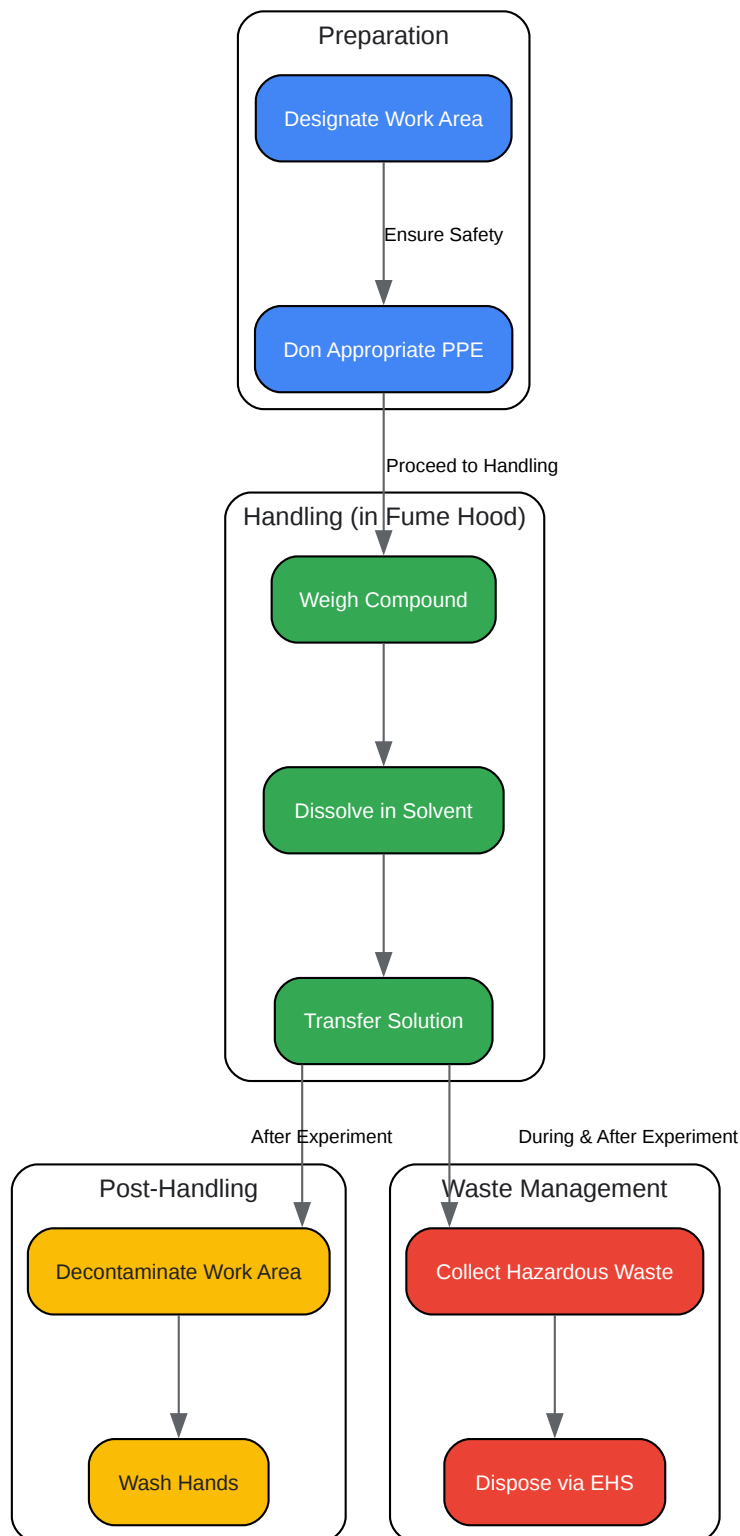 Preparation
Designate Work Area
Ensure Safety
Don Appropriate PPE
Proceed to Handling
Handling (in Fume Hood)
Weigh Compound
Dissolve in Solvent
Transfer Solution
After Experiment
During & After Experiment
Post-Handling
Waste Management
Decontaminate Work Area
Collect Hazardous Waste
Wash Hands
Dispose via EHS